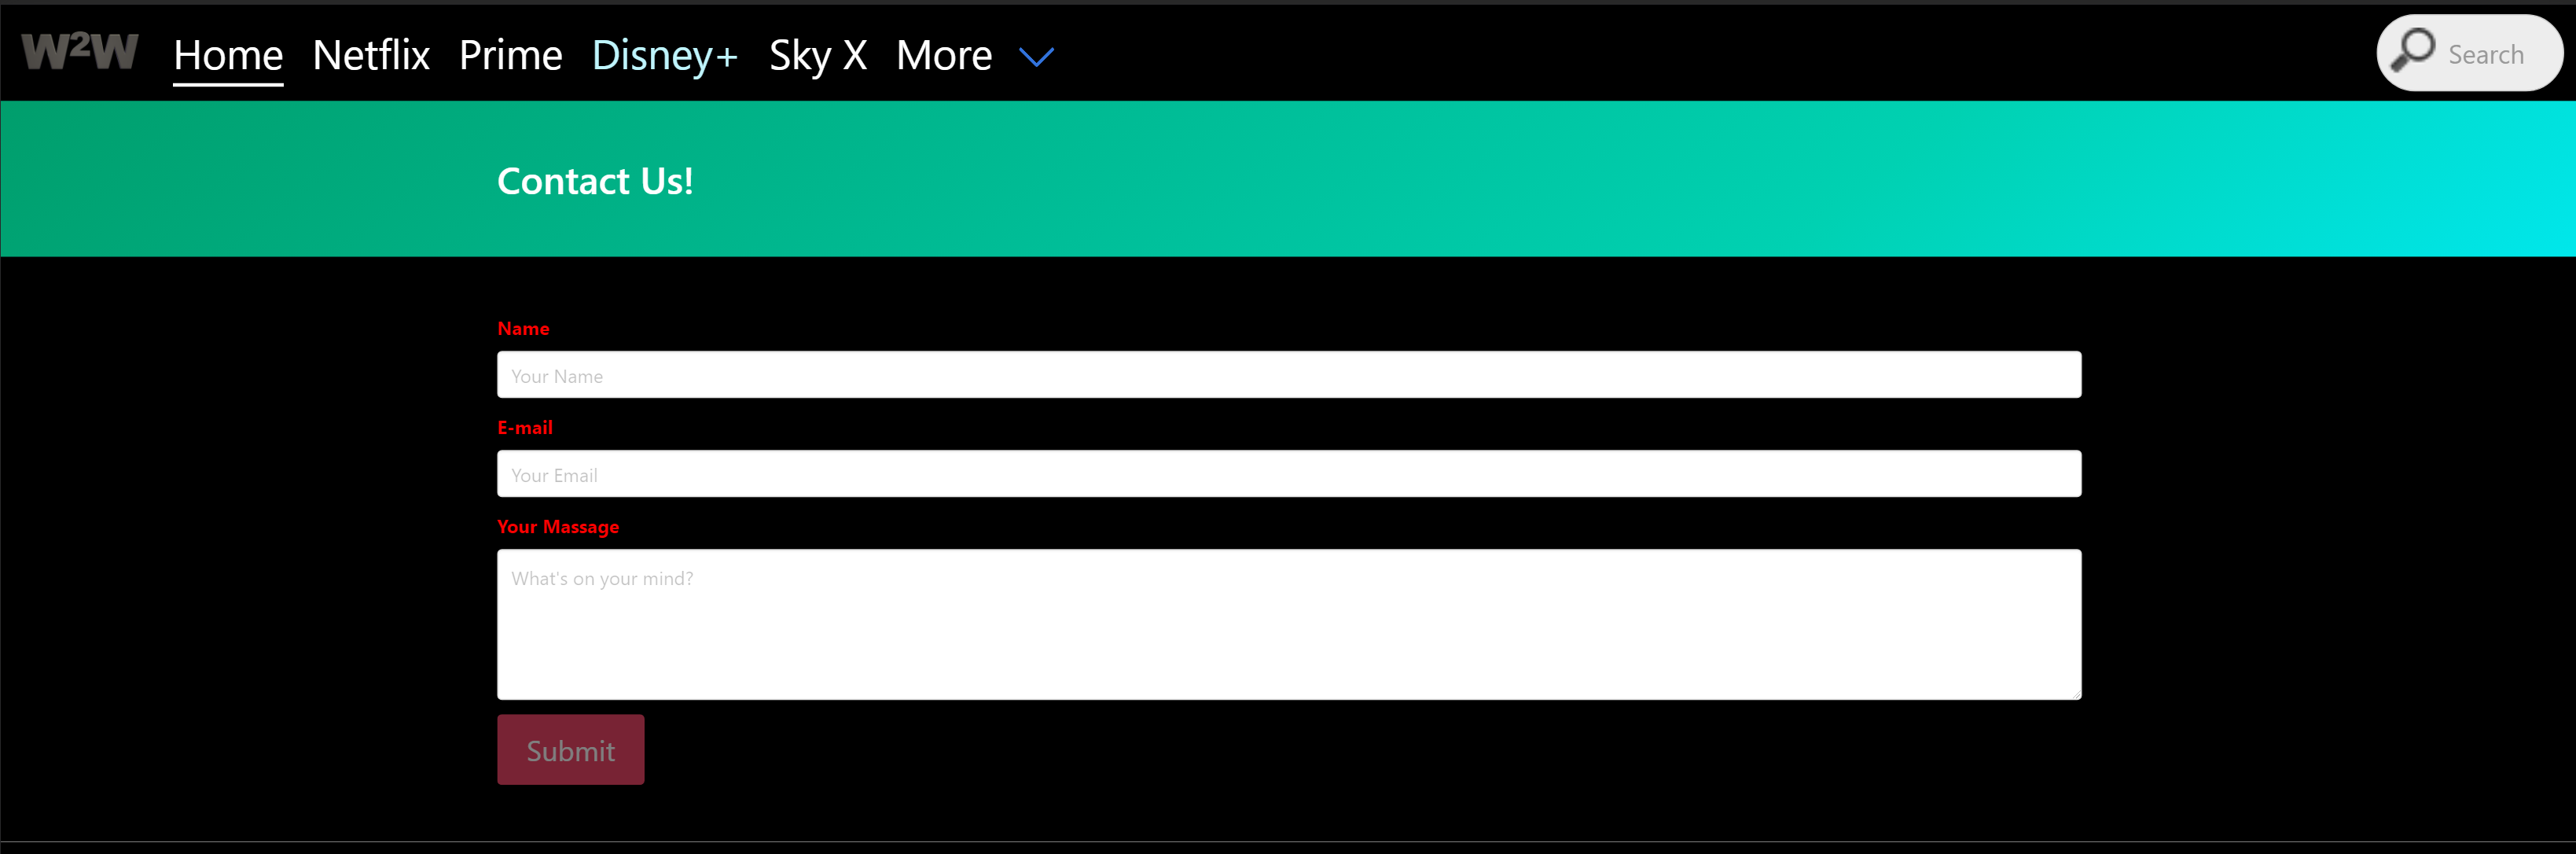 W²W Home Netflix Prime Disney+ Sky X More Search
Contact Us!
Name
Your Name
E-mail
Your Email
Your Massage
What's on your mind?
Submit